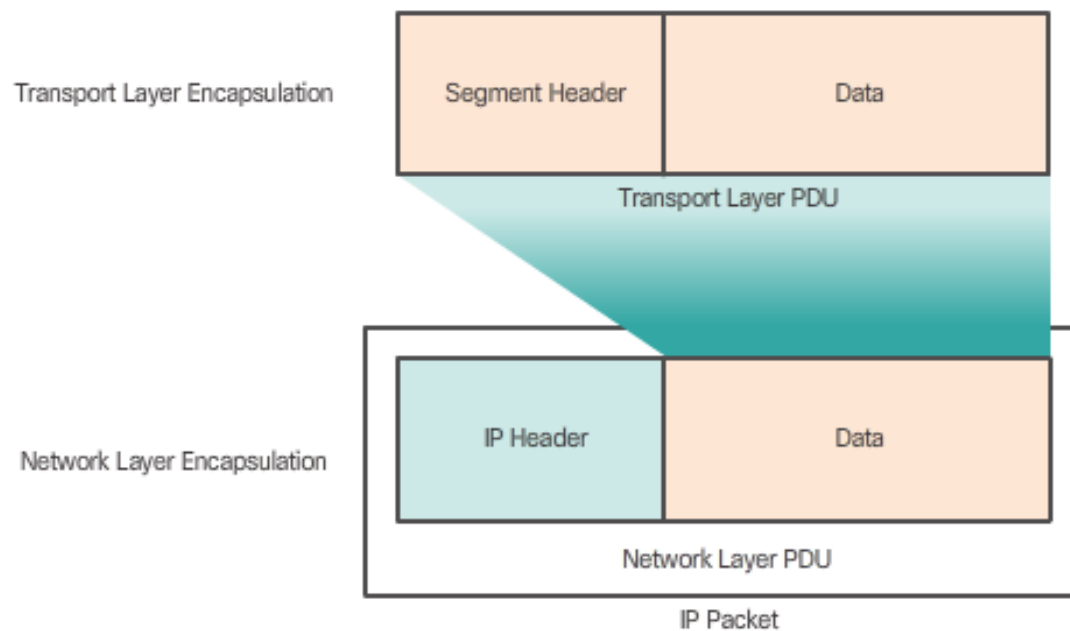 Transport Layer Encapsulation
Segment Header
Data
Transport Layer PDU
Network Layer Encapsulation
IP Header
Data
Network Layer PDU
IP Packet